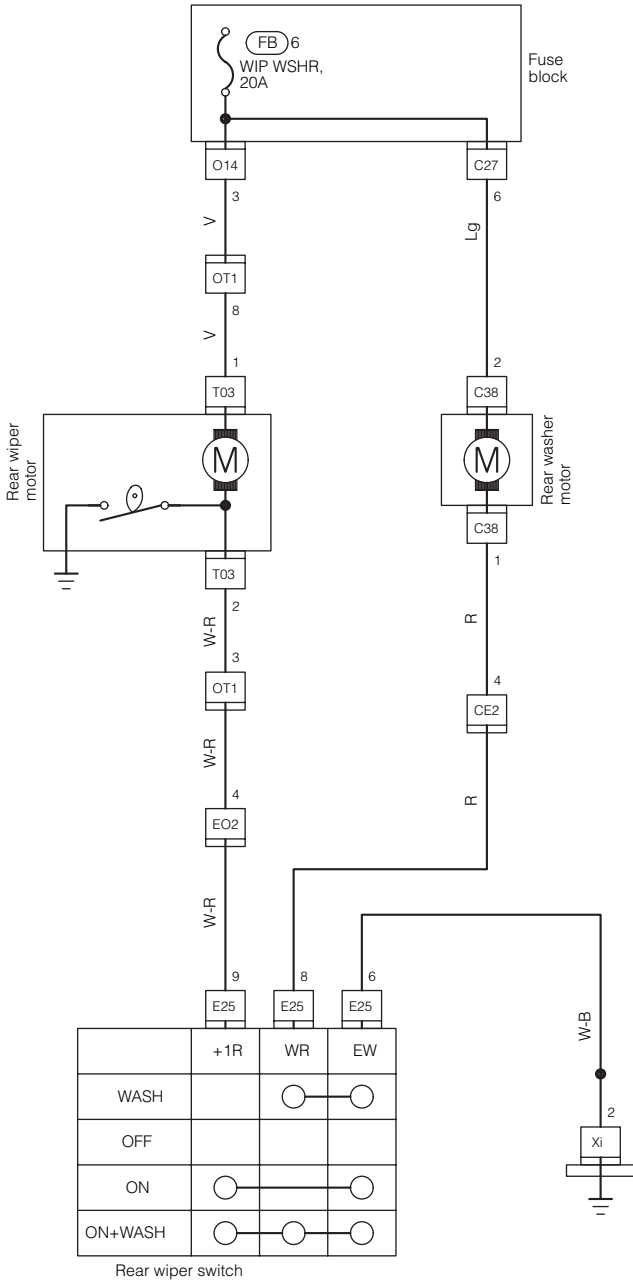 FB 6
WIP WSHR,
20A
Fuse
block
O14
C27
3
6
V
Lg
OT1
8
V
1
2
T03
C38
Rear wiper
motor
M
M
Rear washer
motor
T03
C38
2
1
W-R
R
3
4
OT1
CE2
W-R
R
4
EO2
W-R
9
8
6
E25
E25
E25
W-B
+1R
WR
EW
2
WASH
Xi
OFF
ON
ON+WASH
Rear wiper switch